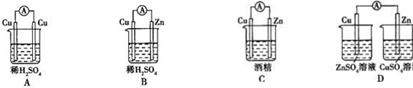 A A A A
Cu Cu Cu Zn Cu Zn Cu Zn
稀H₂SO₄ 稀H₂SO₄ 酒精 ZnSO₄溶液 CuSO₄溶
A B C D